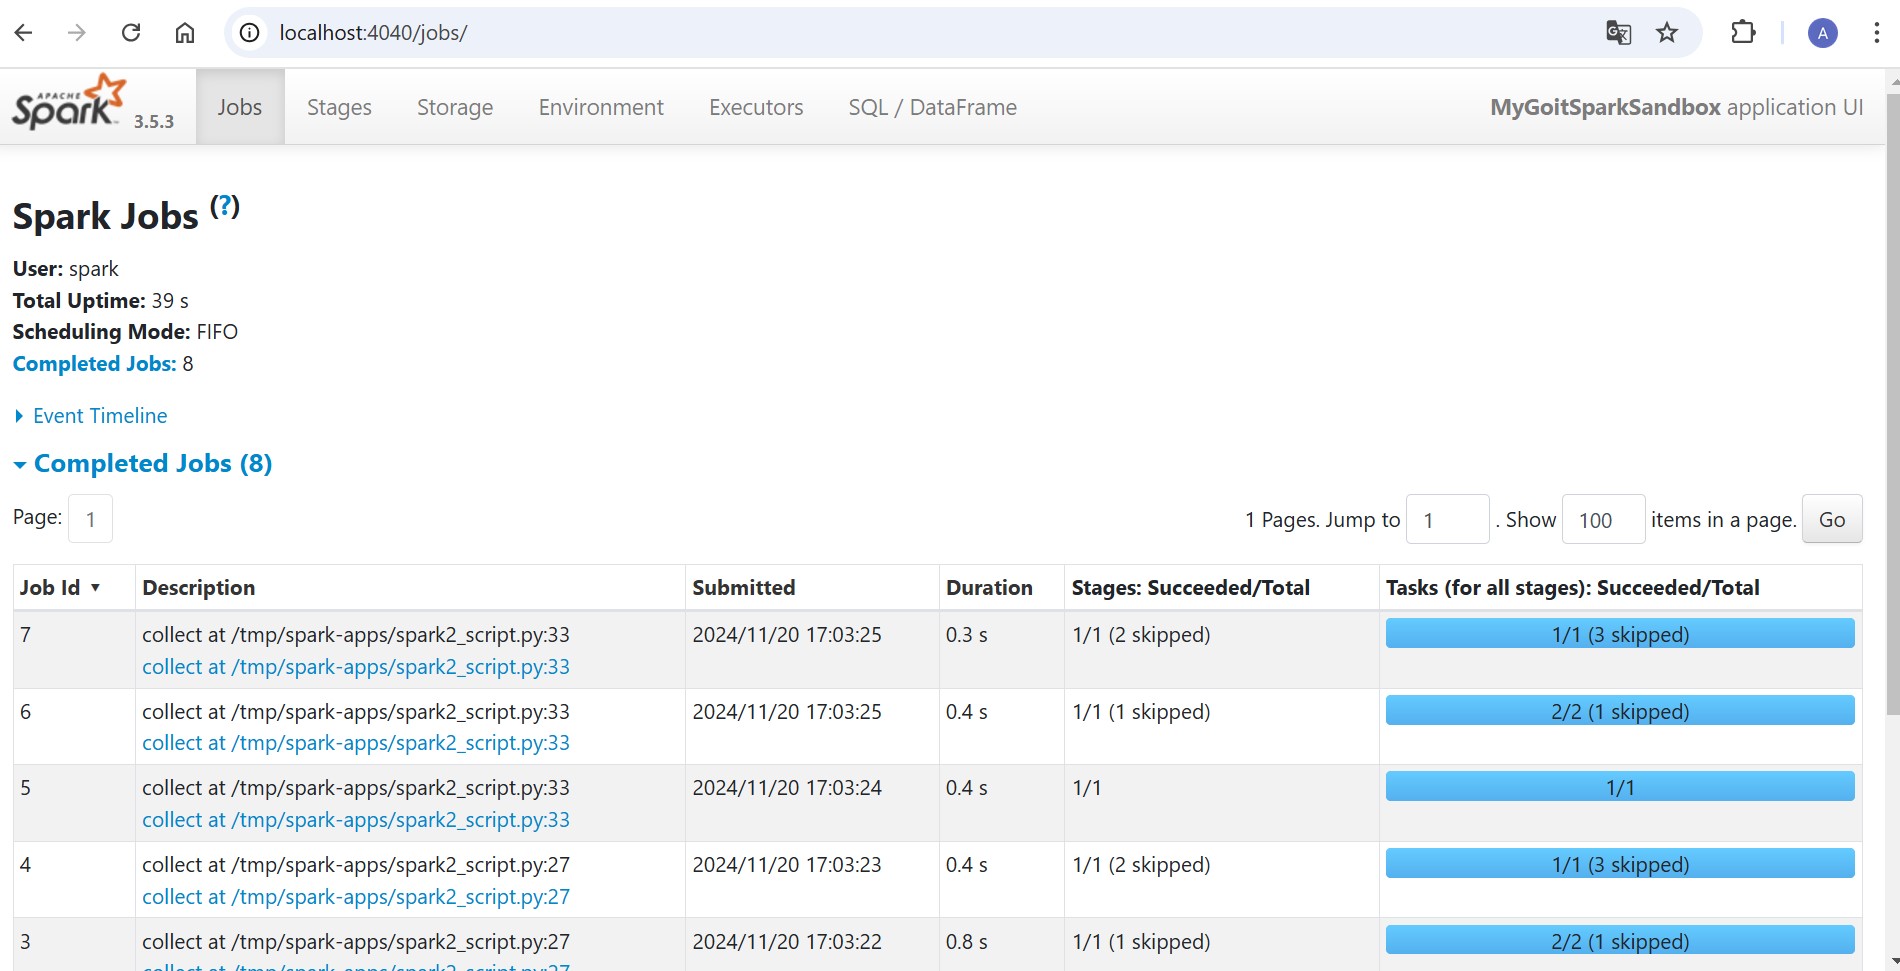 localhost:4040/jobs/
A
APACHE
Spark 3.5.3
Jobs
Stages
Storage
Environment
Executors
SQL / DataFrame
MyGoitSparkSandbox application UI
Spark Jobs (?)
User: spark
Total Uptime: 39 s
Scheduling Mode: FIFO
Completed Jobs: 8
Event Timeline
Completed Jobs (8)
Page: 1
1 Pages. Jump to 1 . Show 100 items in a page. Go
Job Id ▼ Description Submitted Duration Stages: Succeeded/Total Tasks (for all stages): Succeeded/Total
7 collect at /tmp/spark-apps/spark2_script.py:33 2024/11/20 17:03:25 0.3 s 1/1 (2 skipped) 1/1 (3 skipped)
collect at /tmp/spark-apps/spark2_script.py:33
6 collect at /tmp/spark-apps/spark2_script.py:33 2024/11/20 17:03:25 0.4 s 1/1 (1 skipped) 2/2 (1 skipped)
collect at /tmp/spark-apps/spark2_script.py:33
5 collect at /tmp/spark-apps/spark2_script.py:33 2024/11/20 17:03:24 0.4 s 1/1 1/1
collect at /tmp/spark-apps/spark2_script.py:33
4 collect at /tmp/spark-apps/spark2_script.py:27 2024/11/20 17:03:23 0.4 s 1/1 (2 skipped) 1/1 (3 skipped)
collect at /tmp/spark-apps/spark2_script.py:27
3 collect at /tmp/spark-apps/spark2_script.py:27 2024/11/20 17:03:22 0.8 s 1/1 (1 skipped) 2/2 (1 skipped)
collect at /tmp/spark-apps/spark2_script.py:27